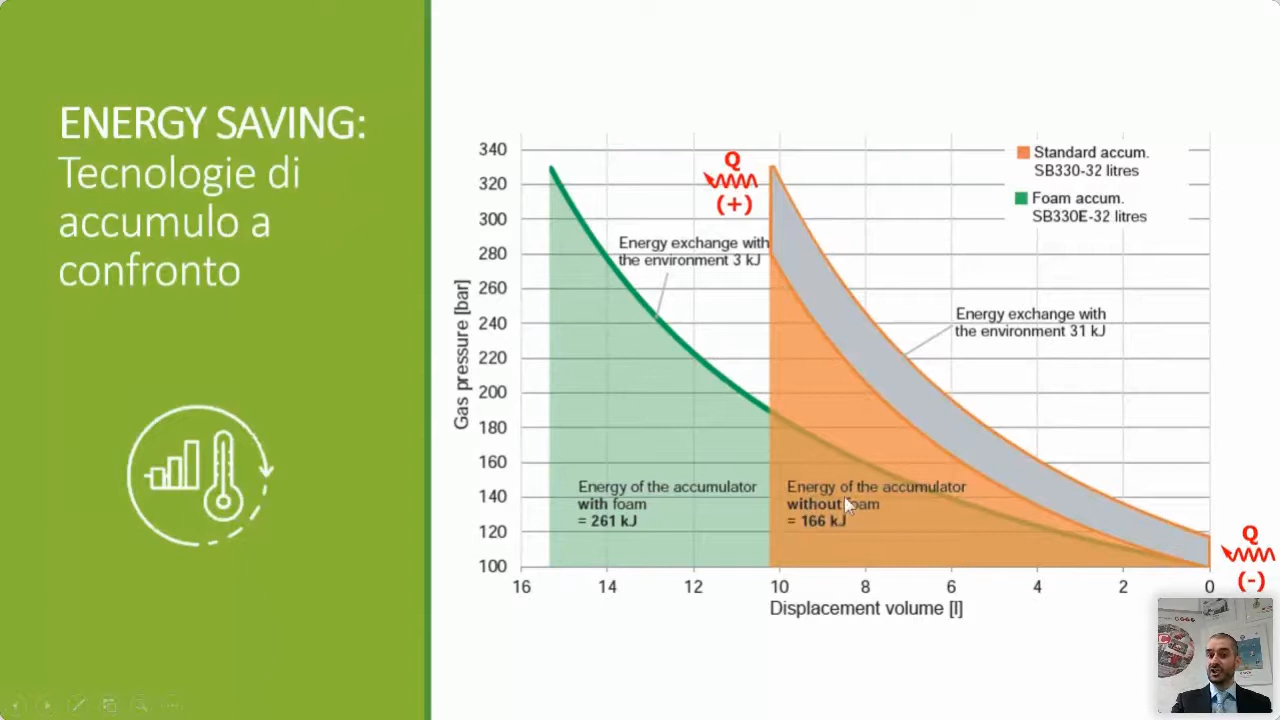 ENERGY SAVING:
Tecnologie di
accumulo a
confronto
Gas pressure [bar]
340
320
300
280
260
240
220
200
180
160
140
120
100
16
14
12
10
8
6
4
2
0
Displacement volume [l]
Q
(+)
Standard accum.
SB330-32 litres
Foam accum.
SB330E-32 litres
Energy exchange with
the environment 3 kJ
Energy exchange with
the environment 31 kJ
Energy of the accumulator
with foam
= 261 kJ
Energy of the accumulator
without foam
= 166 kJ
Q
(-)